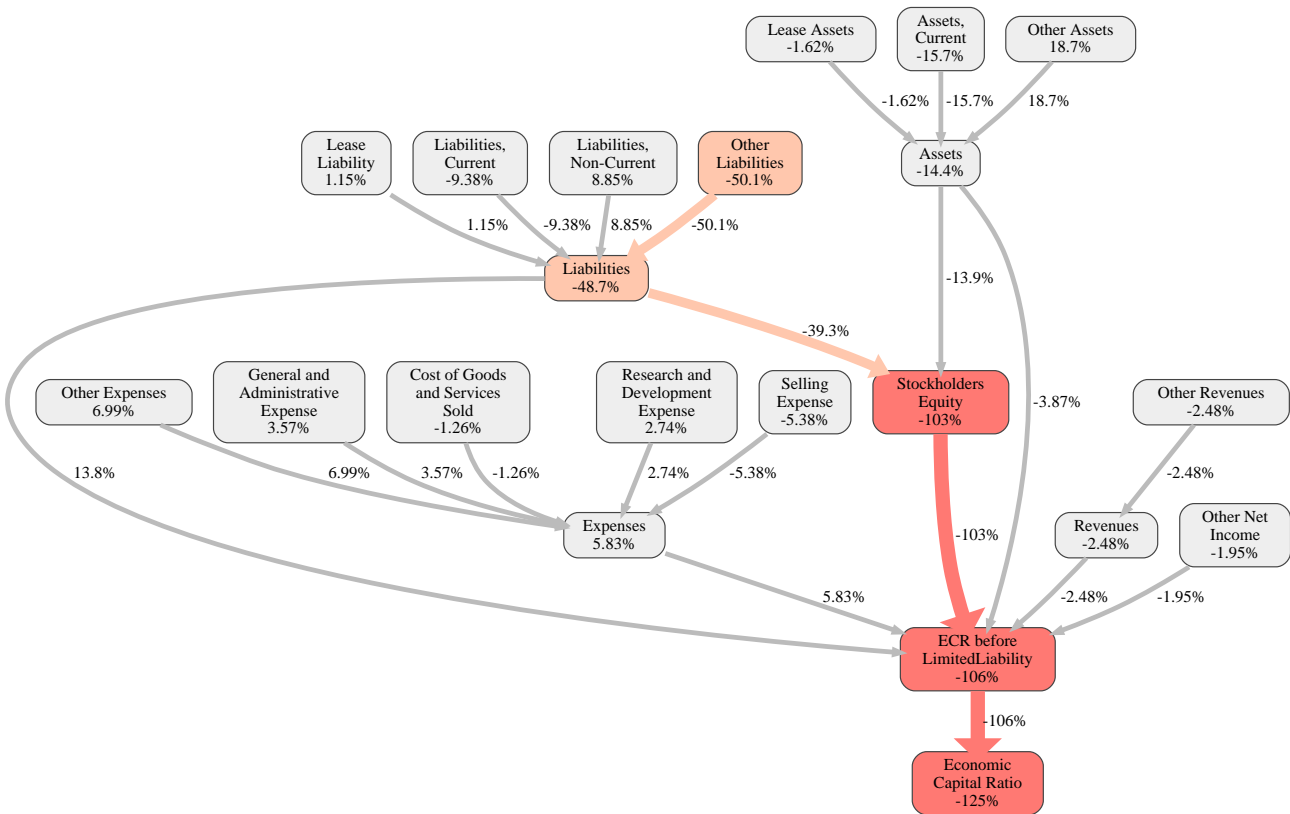 Lease Assets
-1.62%
Assets,
Current
-15.7%
Other Assets
18.7%
-1.62%
-15.7%
18.7%
Lease
Liability
1.15%
Liabilities,
Current
-9.38%
Liabilities,
Non-Current
8.85%
Other
Liabilities
-50.1%
Assets
-14.4%
1.15%
-9.38%
8.85%
-50.1%
Liabilities
-48.7%
-13.9%
-39.3%
Other Expenses
6.99%
General and
Administrative
Expense
3.57%
Cost of Goods
and Services
Sold
-1.26%
Research and
Development
Expense
2.74%
Selling
Expense
-5.38%
Stockholders
Equity
-103%
-3.87%
Other Revenues
-2.48%
13.8%
6.99%
3.57%
-1.26%
2.74%
-5.38%
-2.48%
Expenses
5.83%
-103%
Revenues
-2.48%
Other Net
Income
-1.95%
5.83%
-2.48%
-1.95%
ECR before
LimitedLiability
-106%
-106%
Economic
Capital Ratio
-125%